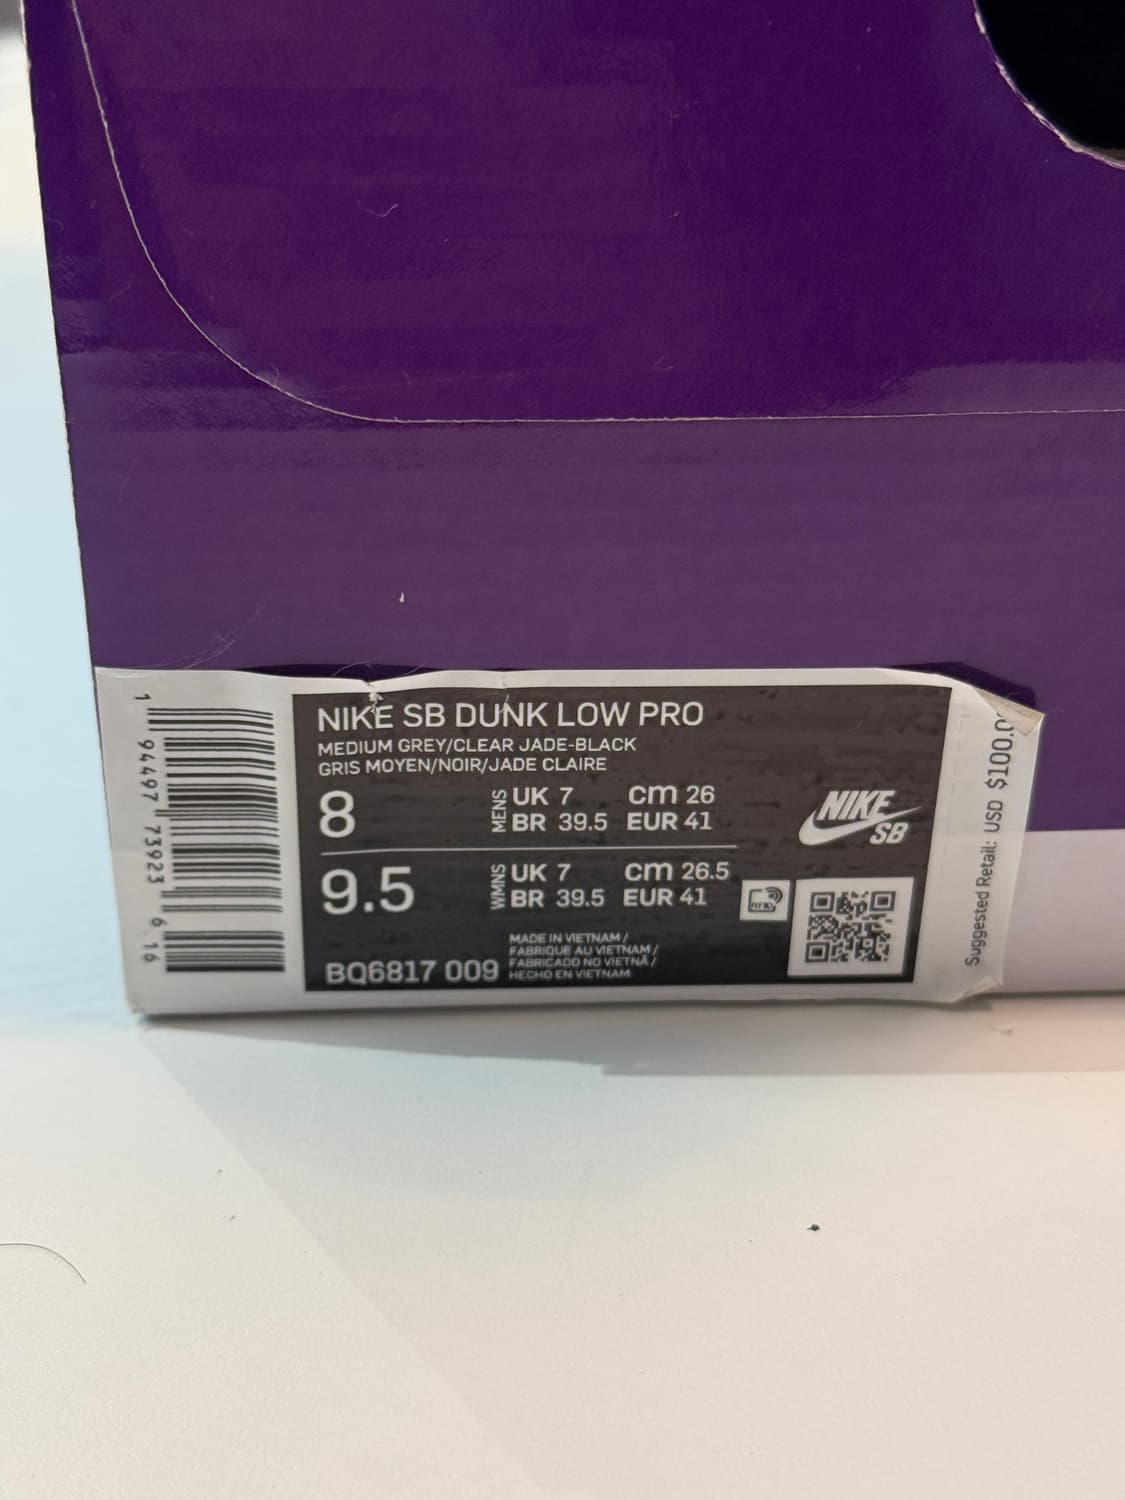 NIKE SB DUNK LOW PRO
MEDIUM GREY/CLEAR JADE-BLACK
GRIS MOYEN/NOIR/JADE CLAIRE
8
MENS
UK 7 cm 26
BR 39.5 EUR 41
9.5
WMNS
UK 7 cm 26.5
BR 39.5 EUR 41
BQ6817 009
MADE IN VIETNAM /
FABRIQUE AU VIETNAM /
FABRICADO NO VIETNÃ /
HECHO EN VIETNAM
NIKE
SB
RFID
1 94497 73923 6 16
Suggested Retail: USD $100.0